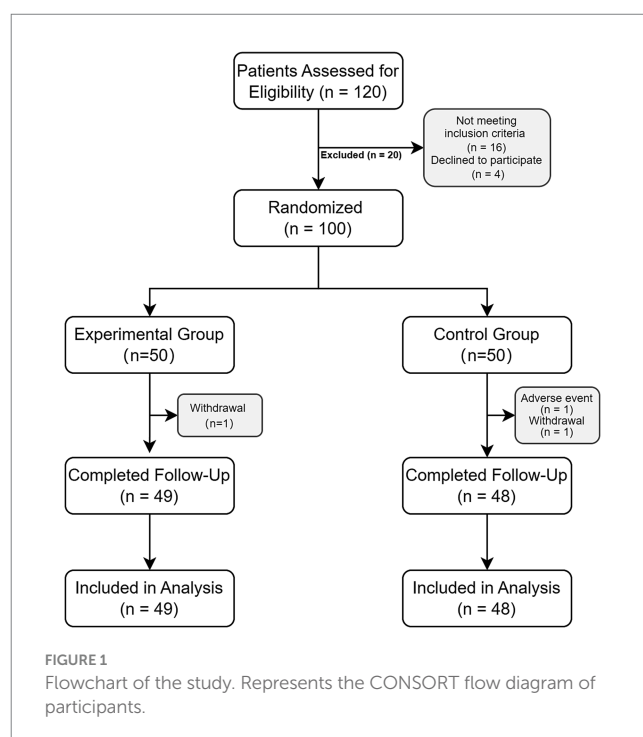 Patients Assessed for
Eligibility (n = 120)
Not meeting
inclusion criteria
(n = 16)
Declined to participate
(n = 4)
Excluded (n = 20)
Randomized
(n = 100)
Experimental Group
(n=50)
Control Group
(n=50)
Withdrawal
(n=1)
Adverse event
(n = 1)
Withdrawal
(n = 1)
Completed Follow-Up
(n = 49)
Completed Follow-Up
(n = 48)
Included in Analysis
(n = 49)
Included in Analysis
(n = 48)
FIGURE 1
Flowchart of the study. Represents the CONSORT flow diagram of
participants.